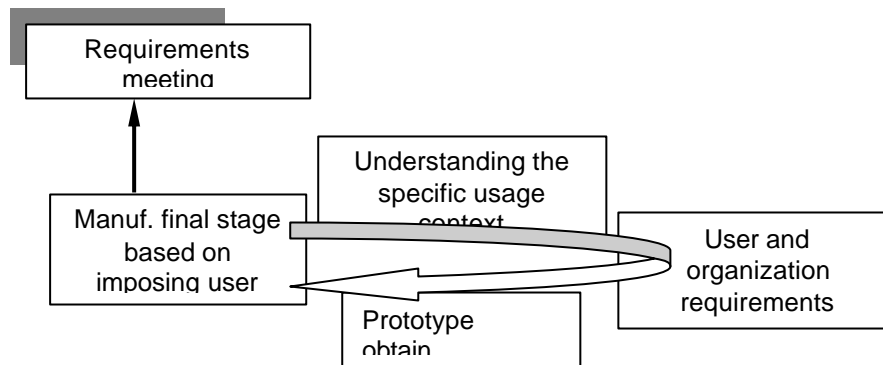 Requirements
meeting
Understanding the
specific usage
context
Manuf. final stage
based on
imposing user
User and
organization
requirements
Prototype
obtain